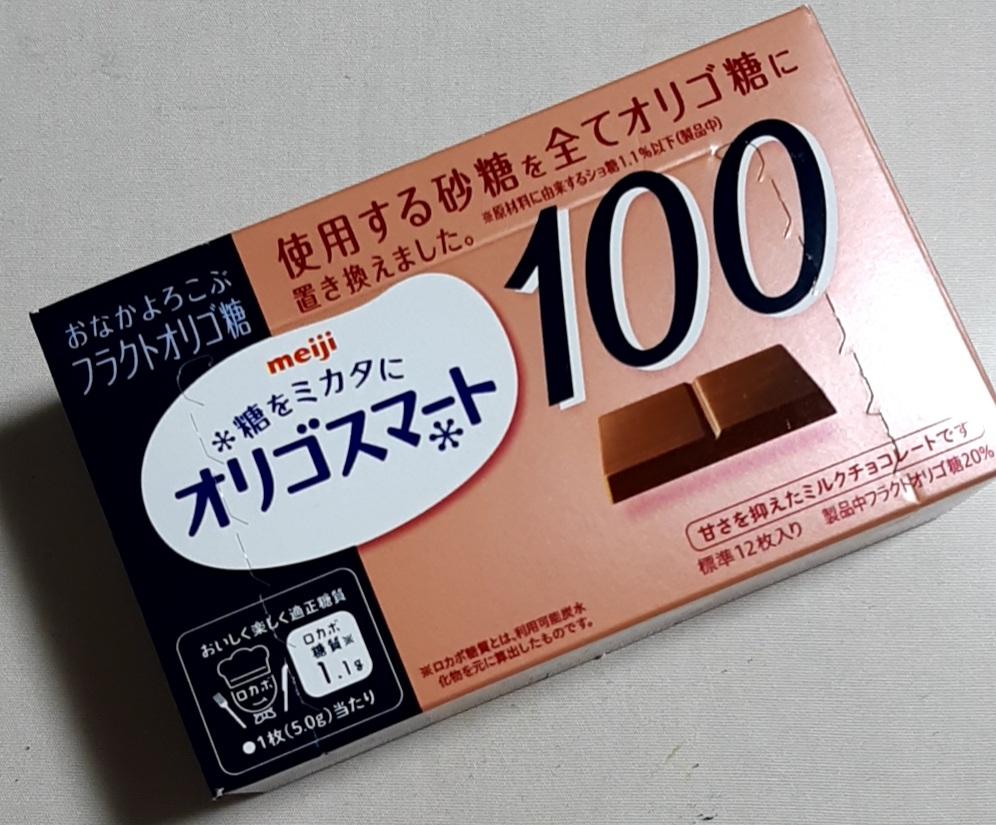 使用する砂糖を全てオリゴ糖に
置き換えました。
※原材料に由来するショ糖1.1%以下(製品中)
100
おなかよろこぶ
フラクトオリゴ糖
meiji
*糖をミカタに
オリゴスマート*
甘さを抑えたミルクチョコレートです
標準12枚入り 製品中フラクトオリゴ糖20%
おいしく楽しく適正糖質
ロカボ
ロカボ
糖質※
1.1g
●1枚(5.0g)当たり
※ロカボ糖質とは、利用可能炭水
化物を元に算出したものです。